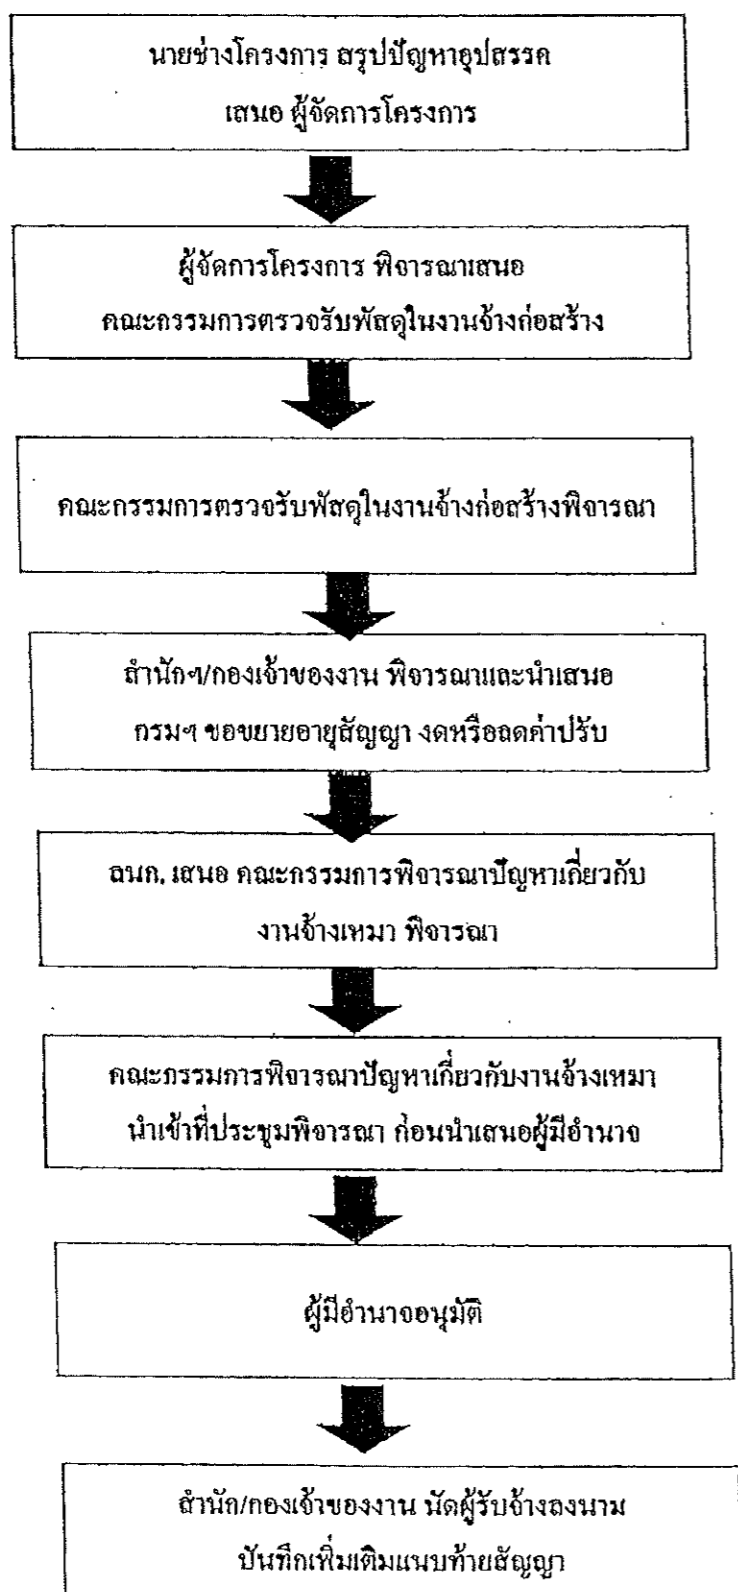 นายช่างโครงการ สรุปปัญหาอุปสรรค
เสนอ ผู้จัดการโครงการ
ผู้จัดการโครงการ พิจารณาเสนอ
คณะกรรมการตรวจรับพัสดุในงานจ้างก่อสร้าง
คณะกรรมการตรวจรับพัสดุในงานจ้างก่อสร้างพิจารณา
สำนักฯ/กองเจ้าของงาน พิจารณาและนำเสนอ
กรมฯ ขอขยายอายุสัญญา งดหรือลดค่าปรับ
ลนก. เสนอ คณะกรรมการพิจารณาปัญหาเกี่ยวกับ
งานจ้างเหมา พิจารณา
คณะกรรมการพิจารณาปัญหาเกี่ยวกับงานจ้างเหมา
นำเข้าที่ประชุมพิจารณา ก่อนนำเสนอผู้มีอำนาจ
ผู้มีอำนาจอนุมัติ
สำนัก/กองเจ้าของงาน นัดผู้รับจ้างลงนาม
บันทึกเพิ่มเติมแนบท้ายสัญญา